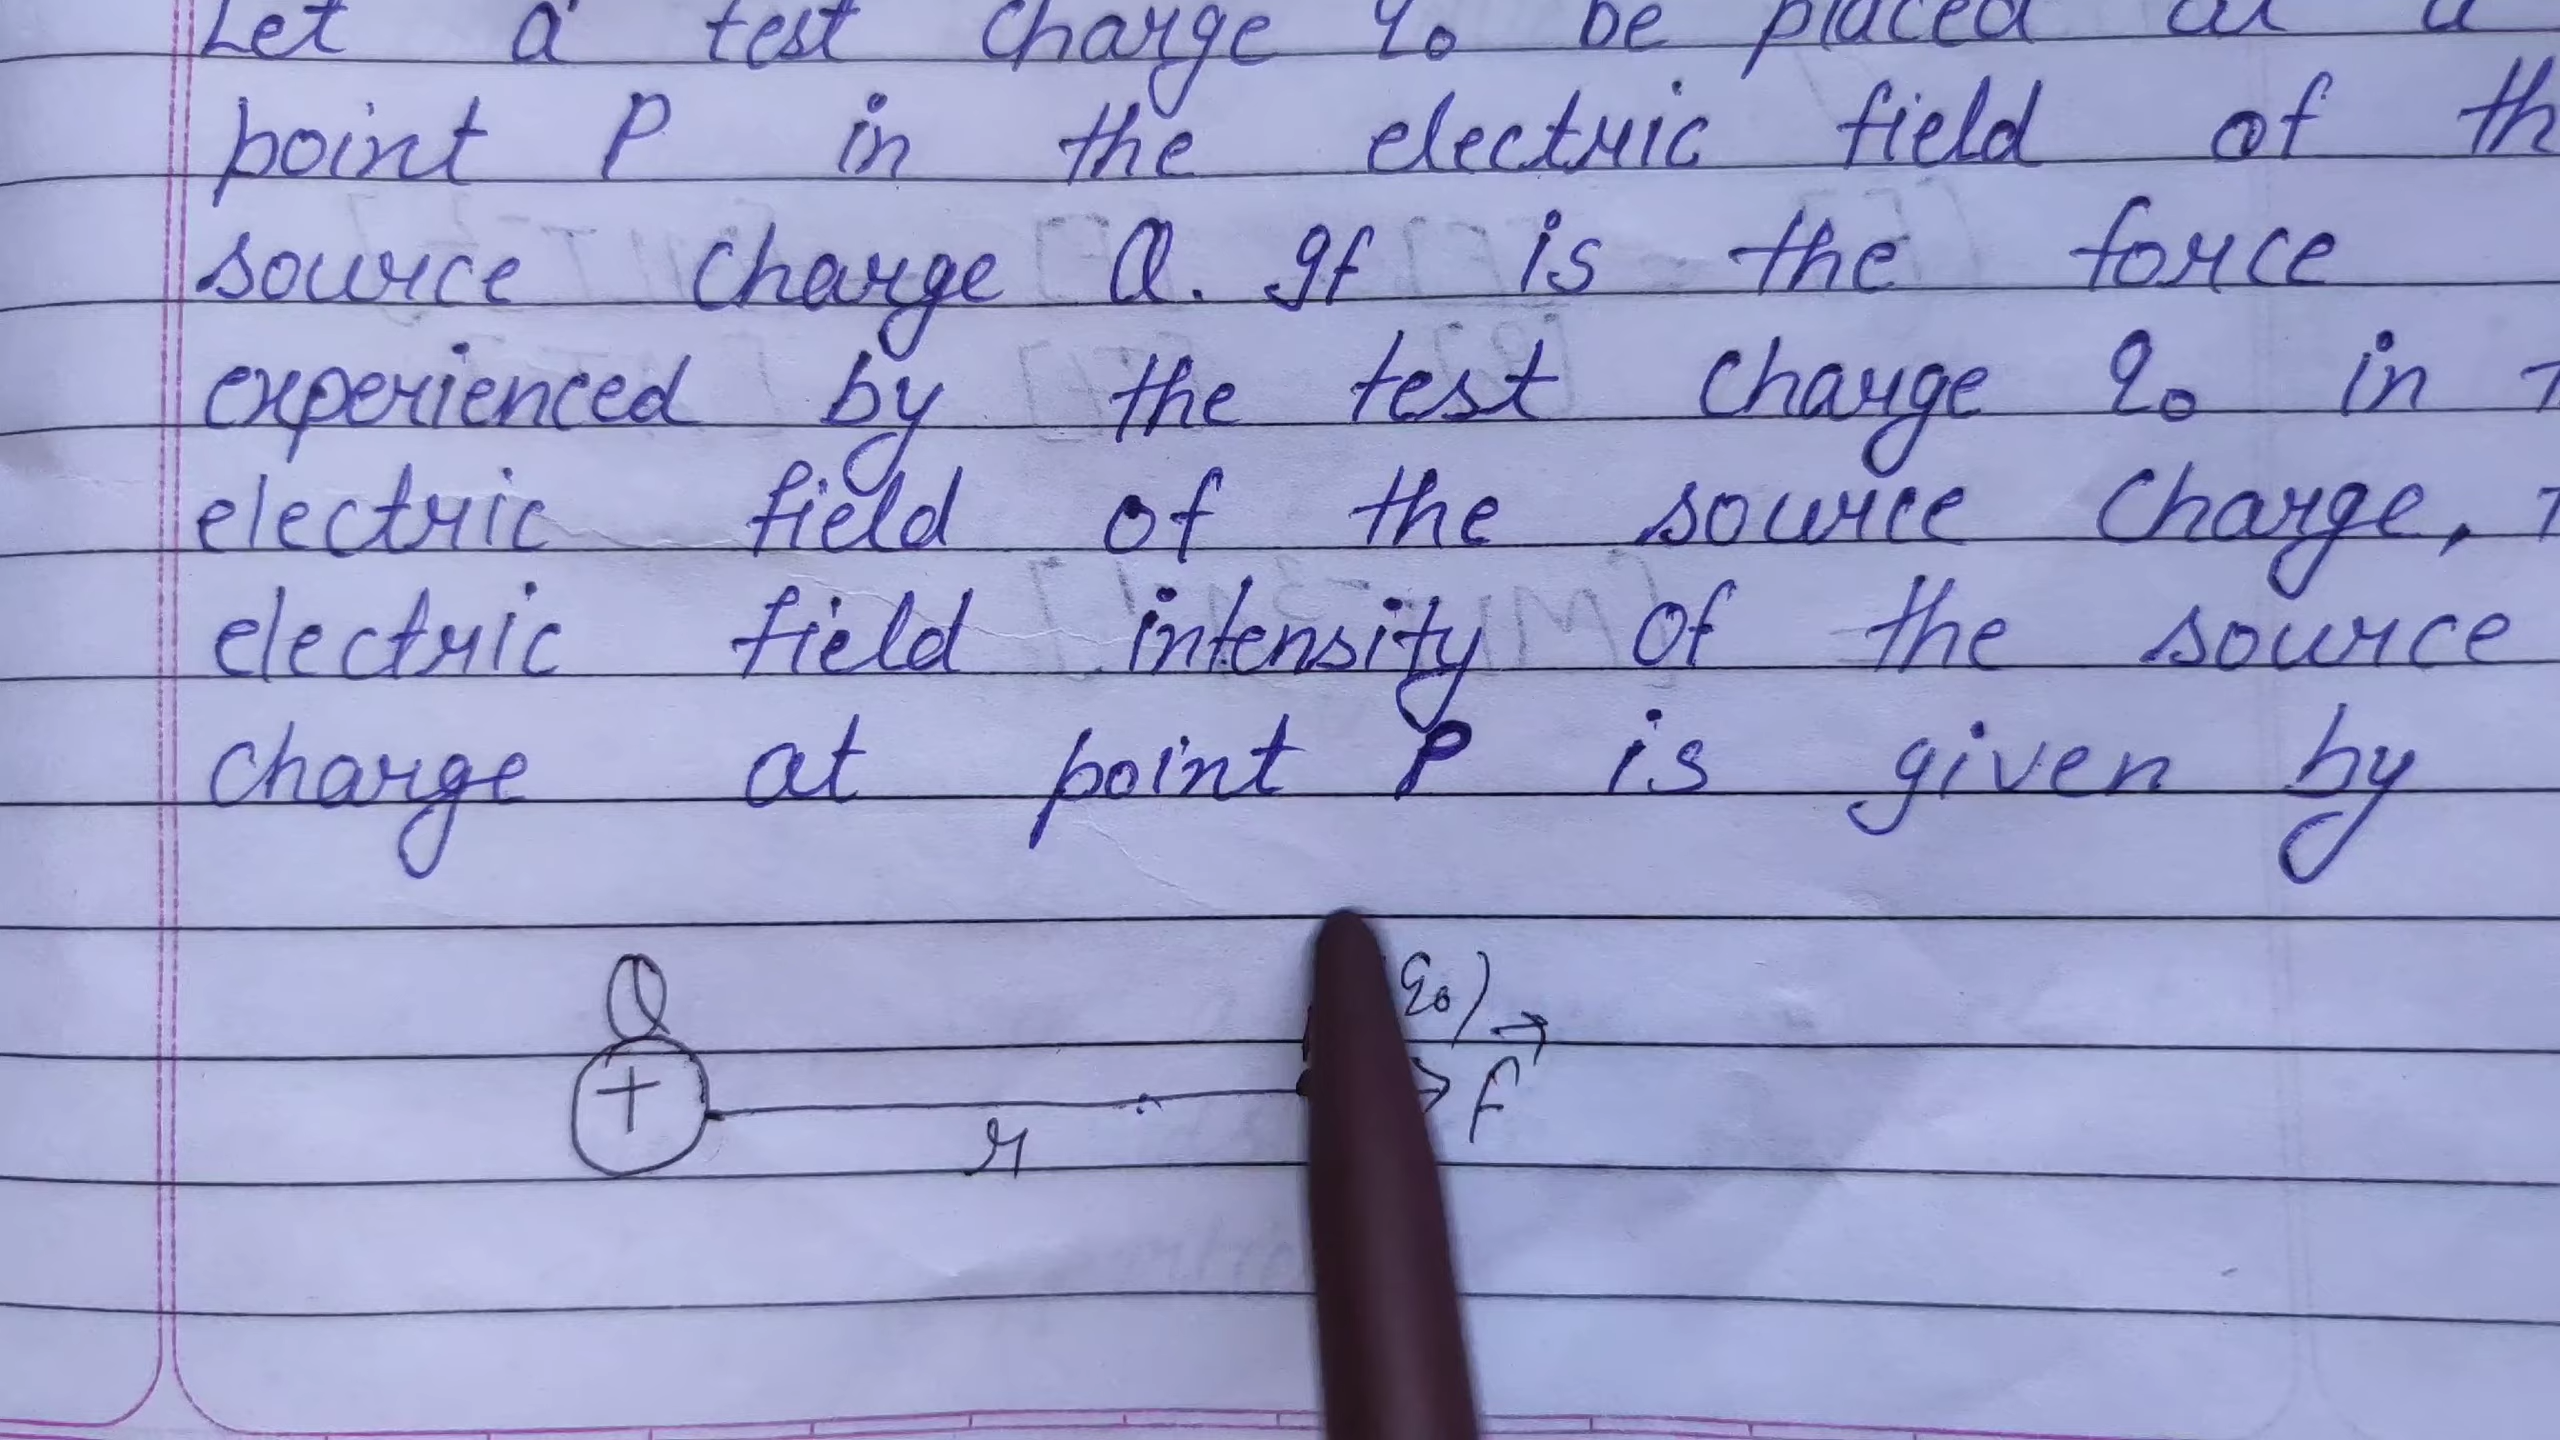 Let a test charge q₀ be placed at a
point P in the electric field of th
source charge Q. If is the force
experienced by the test charge q₀ in
electric field of the source charge,
electric field intensity of the source
charge at point P is given by
Q
q₀) →
+ F
r